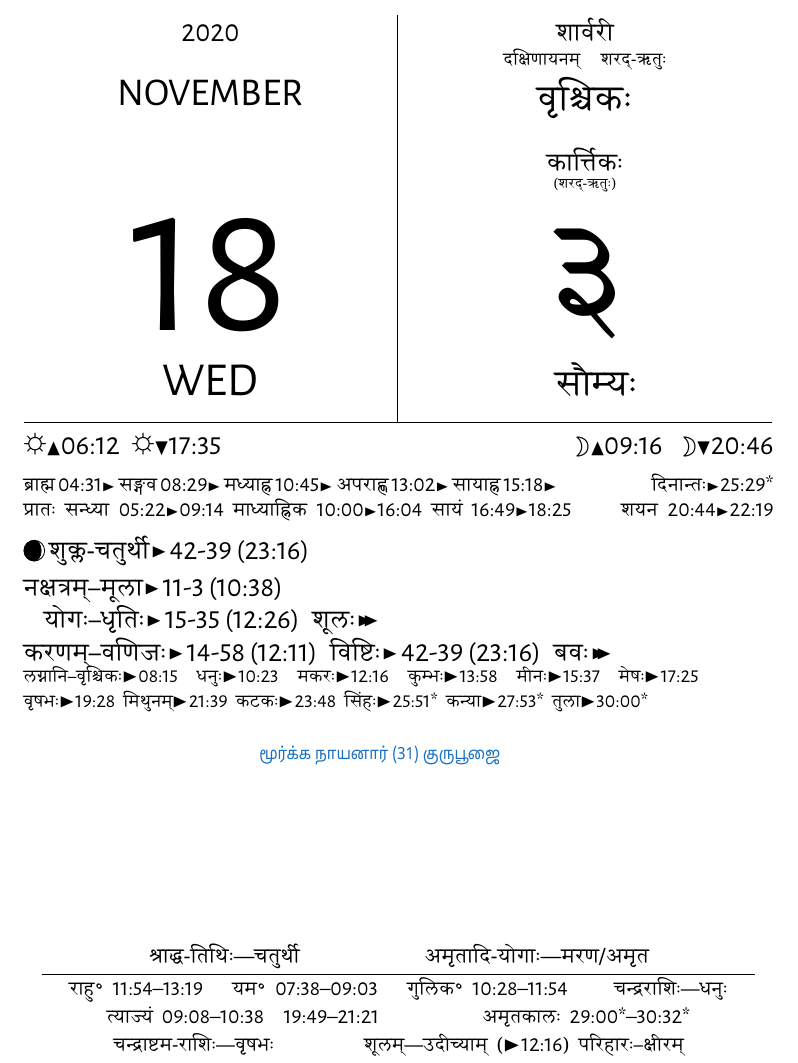 2020
NOVEMBER
18
WED
शार्वरी
दक्षिणायनम् शरद्-ऋतुः
वृश्चिकः
कार्त्तिकः
(शरद्-ऋतुः)
३
सौम्यः
☼▲06:12 ☼▼17:35 ☽▲09:16 ☽▼20:46
ब्राह्म 04:31► सङ्गव 08:29► मध्याह्न 10:45► अपराह्ण 13:02► सायाह्न 15:18► दिनान्तः►25:29*
प्रातः सन्ध्या 05:22►09:14 माध्याह्निक 10:00►16:04 सायं 16:49►18:25 शयन 20:44►22:19
शुक्ल-चतुर्थी► 42-39 (23:16)
नक्षत्रम्–मूला► 11-3 (10:38)
योगः–धृतिः► 15-35 (12:26) शूलः►►
करणम्–वणिजः► 14-58 (12:11) विष्टिः► 42-39 (23:16) बवः►►
लग्नानि–वृश्चिकः►08:15 धनुः►10:23 मकरः►12:16 कुम्भः►13:58 मीनः►15:37 मेषः►17:25
वृषभः►19:28 मिथुनम्►21:39 कटकः►23:48 सिंहः►25:51* कन्या►27:53* तुला►30:00*
மூர்க்க நாயனார் (31) குருபூஜை
श्राद्ध-तिथिः—चतुर्थी अमृतादि-योगाः—मरण/अमृत
राहु° 11:54–13:19 यम° 07:38–09:03 गुलिक° 10:28–11:54 चन्द्रराशिः—धनुः
त्याज्यं 09:08–10:38 19:49–21:21 अमृतकालः 29:00*–30:32*
चन्द्राष्टम-राशिः—वृषभः शूलम्—उदीच्याम् (►12:16) परिहारः–क्षीरम्